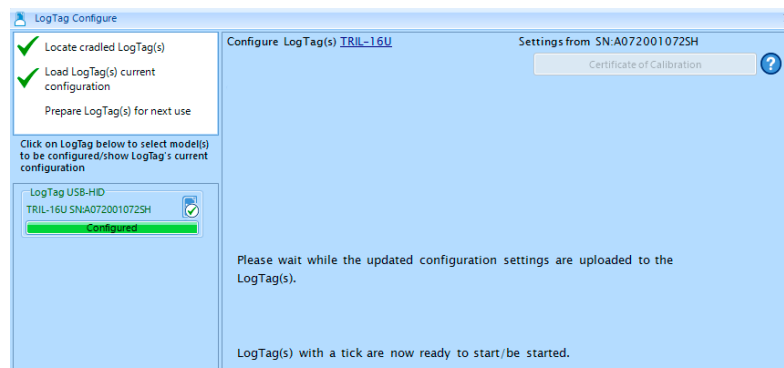 LogTag Configure
Locate cradled LogTag(s)
Load LogTag(s) current
configuration
Prepare LogTag(s) for next use
Click on LogTag below to select model(s)
to be configured/show LogTag's current
configuration
LogTag USB-HID
TRIL-16U SN:A072001072SH
Configured
Configure LogTag(s) TRIL-16U
Settings from SN:A072001072SH
Certificate of Calibration
?
Please wait while the updated configuration settings are uploaded to the
LogTag(s).
LogTag(s) with a tick are now ready to start/be started.